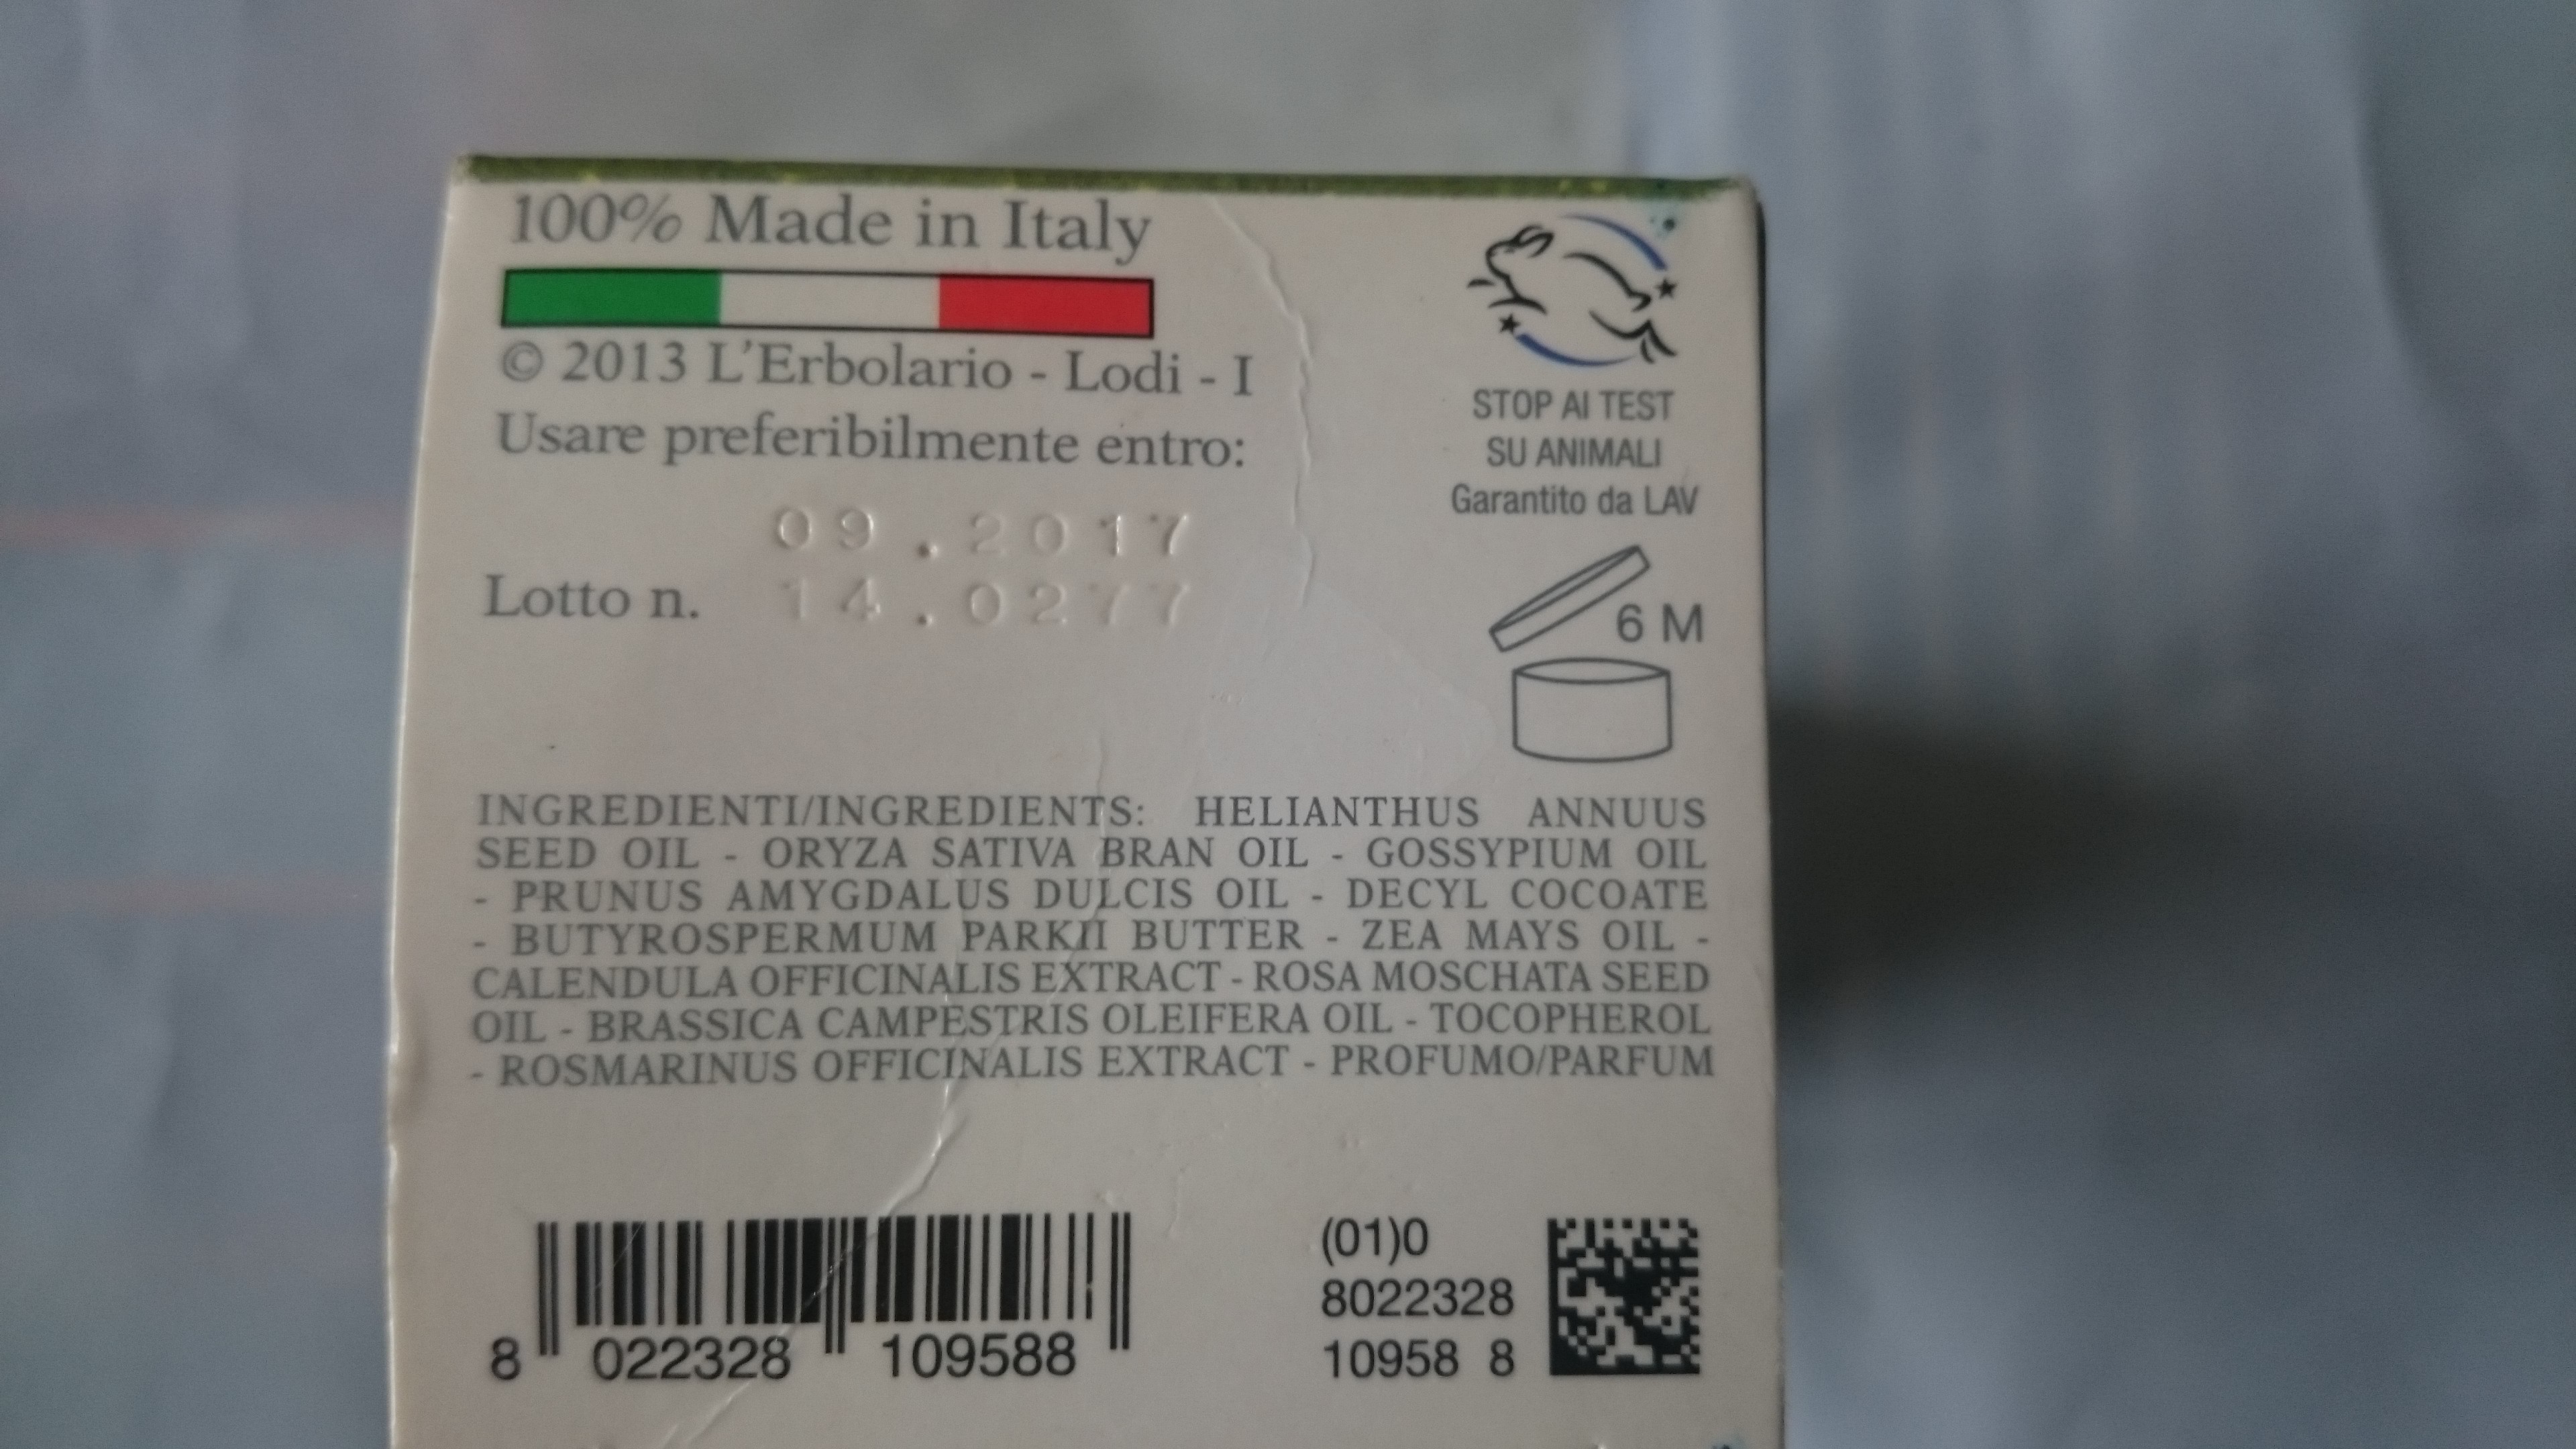 100% Made in Italy
© 2013 L'Erbolario - Lodi - I
Usare preferibilmente entro:
09.2017
Lotto n. 14.0277
STOP AI TEST
SU ANIMALI
Garantito da LAV
6 M
INGREDIENTI/INGREDIENTS: HELIANTHUS ANNUUS
SEED OIL - ORYZA SATIVA BRAN OIL - GOSSYPIUM OIL
- PRUNUS AMYGDALUS DULCIS OIL - DECYL COCOATE
- BUTYROSPERMUM PARKII BUTTER - ZEA MAYS OIL -
CALENDULA OFFICINALIS EXTRACT - ROSA MOSCHATA SEED
OIL - BRASSICA CAMPESTRIS OLEIFERA OIL - TOCOPHEROL
- ROSMARINUS OFFICINALIS EXTRACT - PROFUMO/PARFUM
8 022328 109588
(01)0
8022328
10958 8